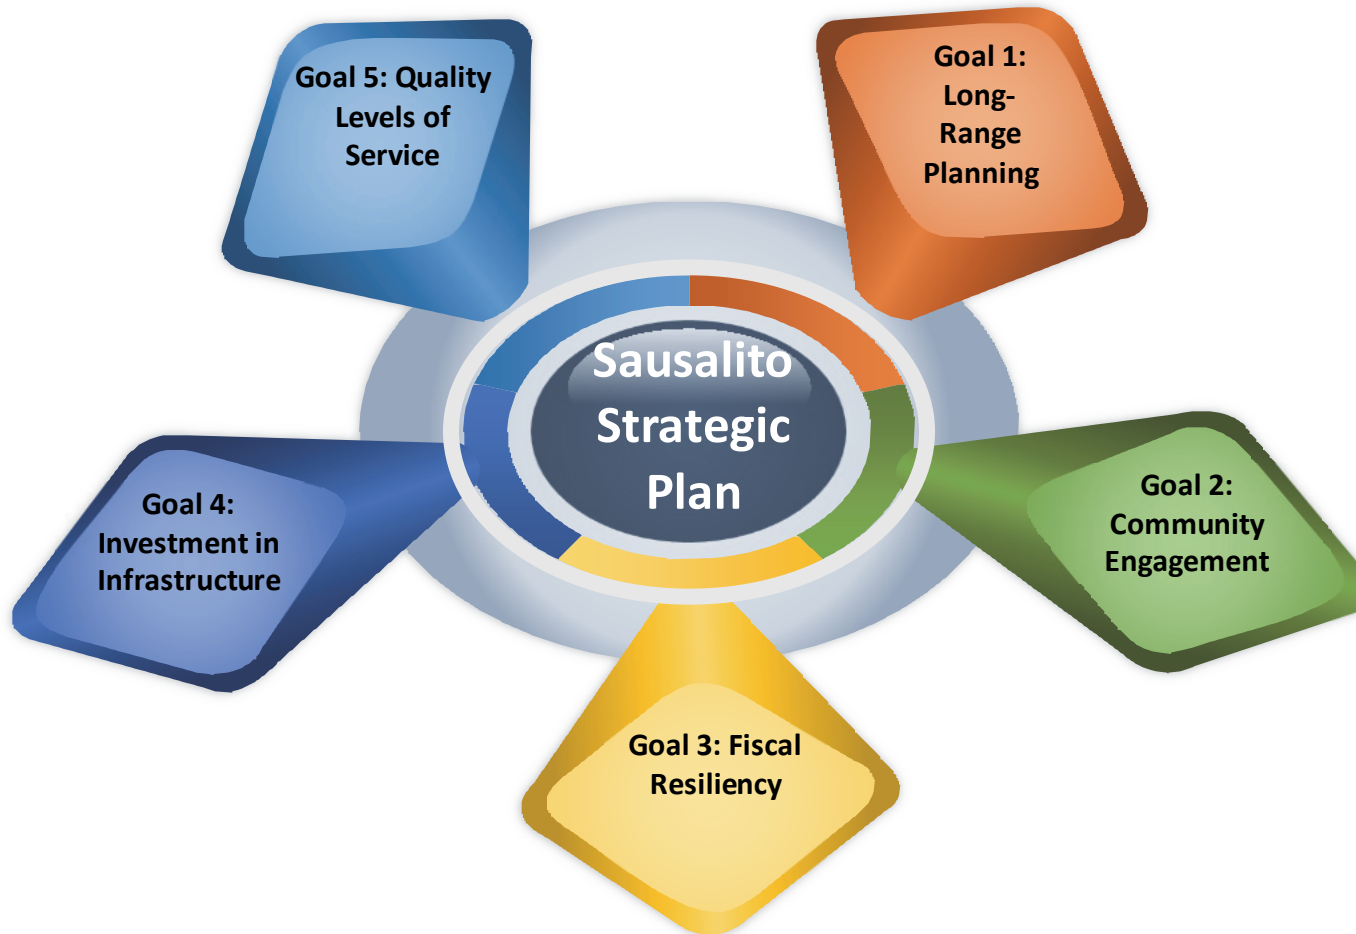 Sausalito
Strategic
Plan
Goal 1:
Long-
Range
Planning
Goal 2:
Community
Engagement
Goal 3: Fiscal
Resiliency
Goal 4:
Investment in
Infrastructure
Goal 5: Quality
Levels of
Service